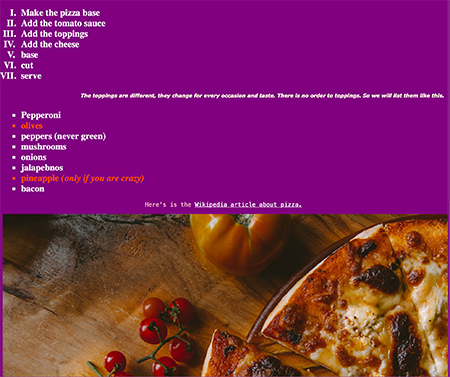 I. Make the pizza base
II. Add the tomato sauce
III. Add the toppings
IV. Add the cheese
V. base
VI. cut
VII. serve
The toppings are different, they change for every occasion and taste. There is no order to toppings. So we will list them like this.
Pepperoni
olives
peppers (never green)
mushrooms
onions
jalapebnos
pineapple (only if you are crazy)
bacon
Here's is the Wikipedia article about pizza.